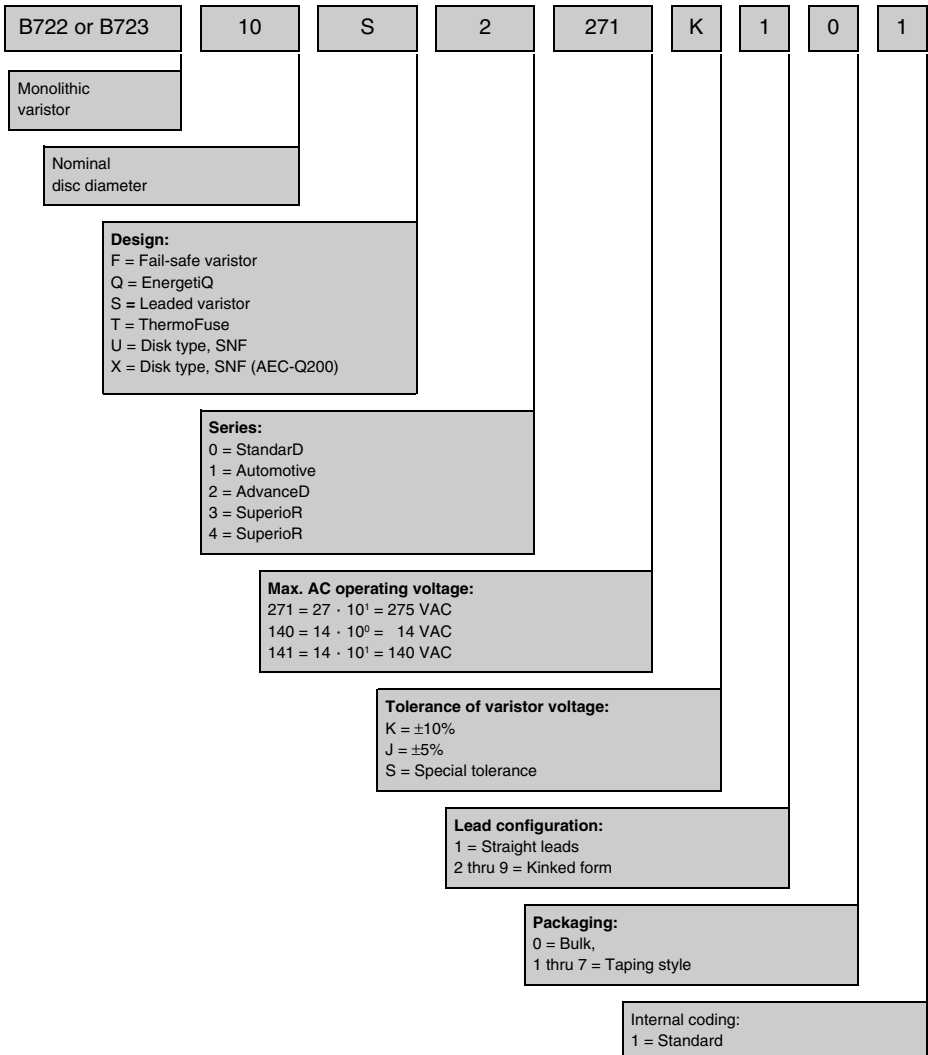 B722 or B723 10 S 2 271 K 1 0 1
Monolithic
varistor
Nominal
disc diameter
Design:
F = Fail-safe varistor
Q = EnergetiQ
S = Leaded varistor
T = ThermoFuse
U = Disk type, SNF
X = Disk type, SNF (AEC-Q200)
Series:
0 = StandarD
1 = Automotive
2 = AdvanceD
3 = SuperioR
4 = SuperioR
Max. AC operating voltage:
271 = 27 · 10¹ = 275 VAC
140 = 14 · 10⁰ = 14 VAC
141 = 14 · 10¹ = 140 VAC
Tolerance of varistor voltage:
K = ±10%
J = ±5%
S = Special tolerance
Lead configuration:
1 = Straight leads
2 thru 9 = Kinked form
Packaging:
0 = Bulk,
1 thru 7 = Taping style
Internal coding:
1 = Standard